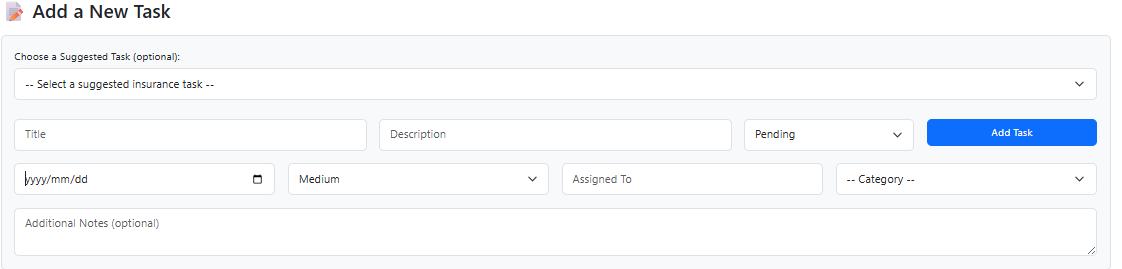 Add a New Task
Choose a Suggested Task (optional):
-- Select a suggested insurance task --
Title
Description
Pending
Add Task
yyyy/mm/dd
Medium
Assigned To
-- Category --
Additional Notes (optional)